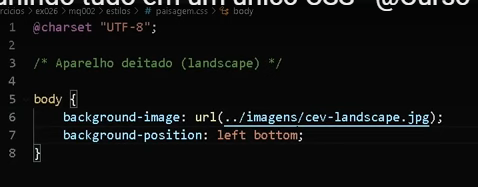 tudo em um único CSS @Curso
ex026 > mq002 > estilos > # paisagem.css > body
1 @charset "UTF-8";
2
3 /* Aparelho deitado (landscape) */
4
5 body {
6 background-image: url(../imagens/cev-landscape.jpg);
7 background-position: left bottom;
8 }